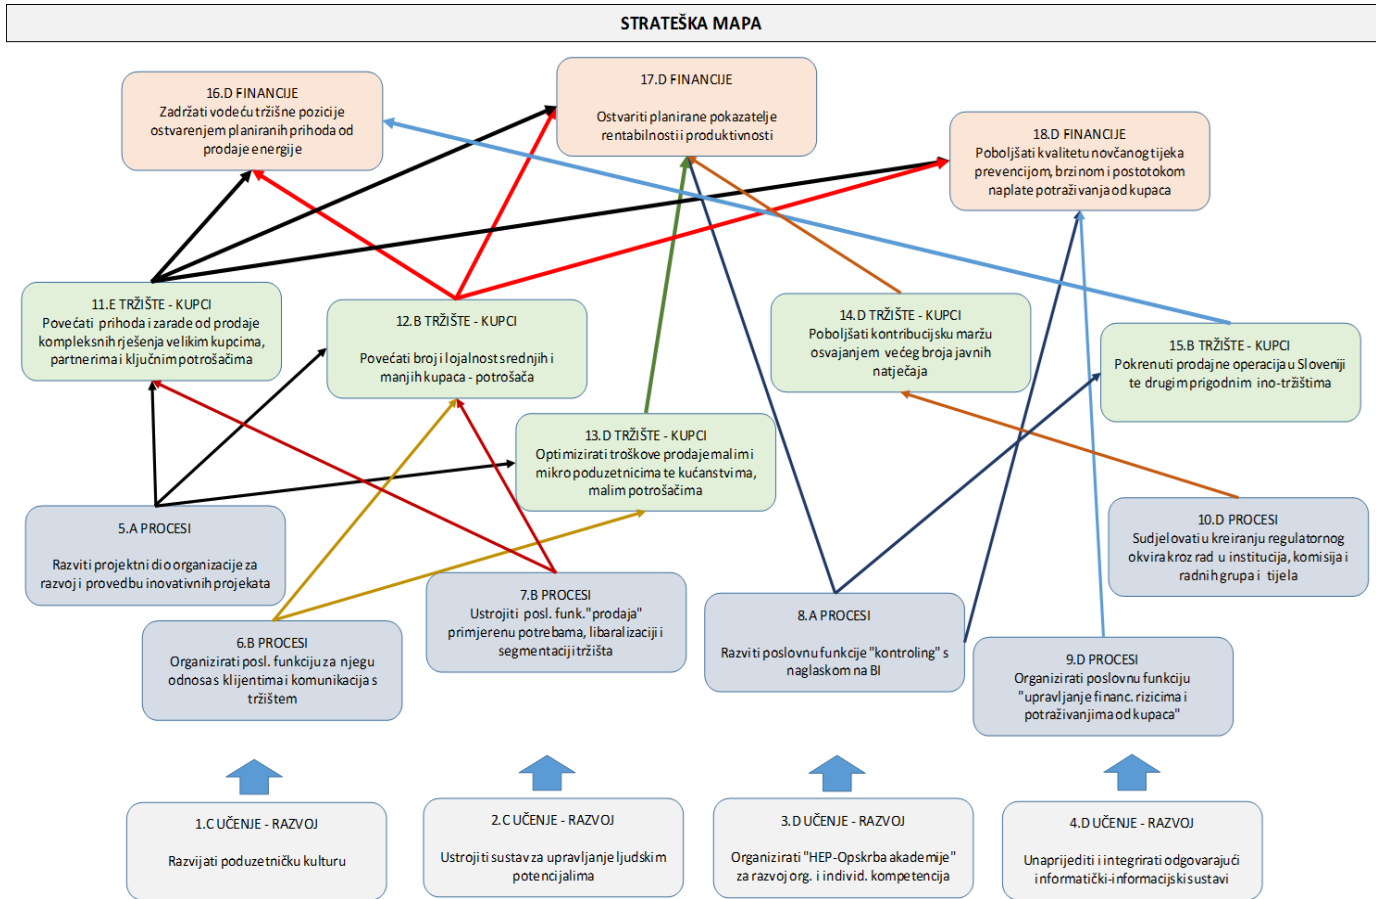 STRATEŠKA MAPA
16.D FINANCIJE
Zadržati vodeću tržišne pozicije
ostvarenjem planiranih prihoda od
prodaje energije
17.D FINANCIJE
Ostvariti planirane pokazatelje
rentabilnosti i produktivnosti
18.D FINANCIJE
Poboljšati kvalitetu novčanog tijeka
prevencijom, brzinom i postotokom
naplate potraživanja od kupaca
11.E TRŽIŠTE - KUPCI
Povećati prihoda i zarade od prodaje
kompleksnih rješenja velikim kupcima,
partnerima i ključnim potrošačima
12.B TRŽIŠTE - KUPCI
Povećati broj i lojalnost srednjih i
manjih kupaca - potrošača
14.D TRŽIŠTE - KUPCI
Poboljšati kontribucijsku maržu
osvajanjem većeg broja javnih
natječaja
15.B TRŽIŠTE - KUPCI
Pokrenuti prodajne operacija u Sloveniji
te drugim prigodnim ino-tržištima
13.D TRŽIŠTE - KUPCI
Optimizirati troškove prodaje malim i
mikro poduzetnicima te kućanstvima,
malim potrošačima
5.A PROCESI
Razviti projektni dio organizacije za
razvoj i provedbu inovativnih projekata
10.D PROCESI
Sudjelovati u kreiranju regulatornog
okvira kroz rad u institucija, komisija i
radnih grupa i tijela
7.B PROCESI
Ustrojiti posl. funk."prodaja"
primjerenu potrebama, libaralizaciji i
segmentaciji tržišta
8.A PROCESI
Razviti poslovnu funkcije "kontroling" s
naglaskom na BI
6.B PROCESI
Organizirati posl. funkciju za njegu
odnosa s klijentima i komunikacija s
tržištem
9.D PROCESI
Organizirati poslovnu funkciju
"upravljanje financ. rizicima i
potraživanjima od kupaca"
1.C UČENJE - RAZVOJ
Razvijati poduzetničku kulturu
2.C UČENJE - RAZVOJ
Ustrojiti sustav za upravljanje ljudskim
potencijalima
3.D UČENJE - RAZVOJ
Organizirati "HEP-Opskrba akademije"
za razvoj org. i individ. kompetencija
4.D UČENJE - RAZVOJ
Unaprijediti i integrirati odgovarajući
informatički-informacijski sustavi